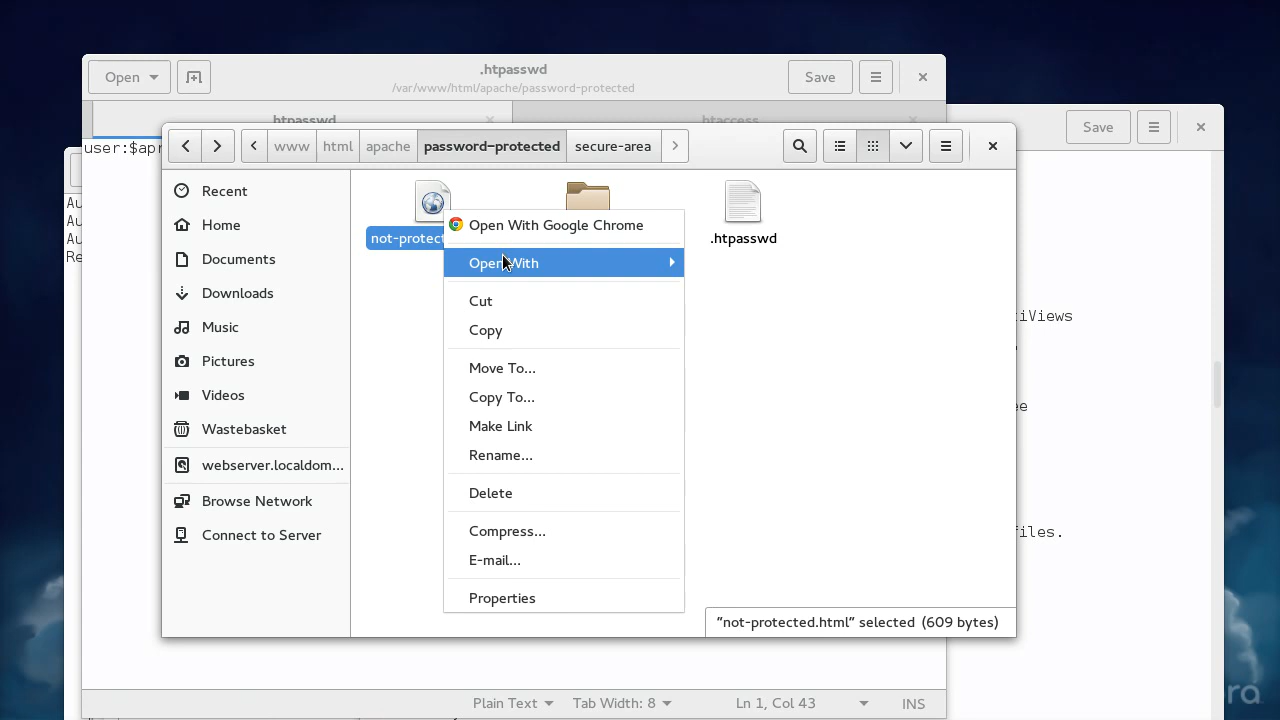 Open
.htpasswd
/var/www/html/apache/password-protected
Save
Save
user:$apr
www
html
apache
password-protected
secure-area
Recent
Home
Documents
Downloads
Music
Pictures
Videos
Wastebasket
webserver.localdom...
Browse Network
Connect to Server
not-protect
.htpasswd
Open With Google Chrome
Open With
Cut
Copy
Move To...
Copy To...
Make Link
Rename...
Delete
Compress...
E-mail...
Properties
"not-protected.html" selected (609 bytes)
Au
Au
Au
Re
iViews
ee
files.
Plain Text
Tab Width: 8
Ln 1, Col 43
INS